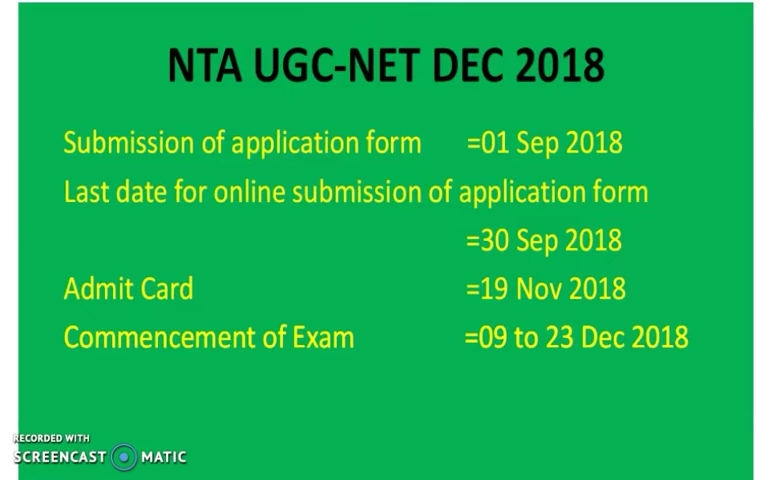 NTA UGC-NET DEC 2018
Submission of application form =01 Sep 2018
Last date for online submission of application form
=30 Sep 2018
Admit Card =19 Nov 2018
Commencement of Exam =09 to 23 Dec 2018
RECORDED WITH
SCREENCAST MATIC